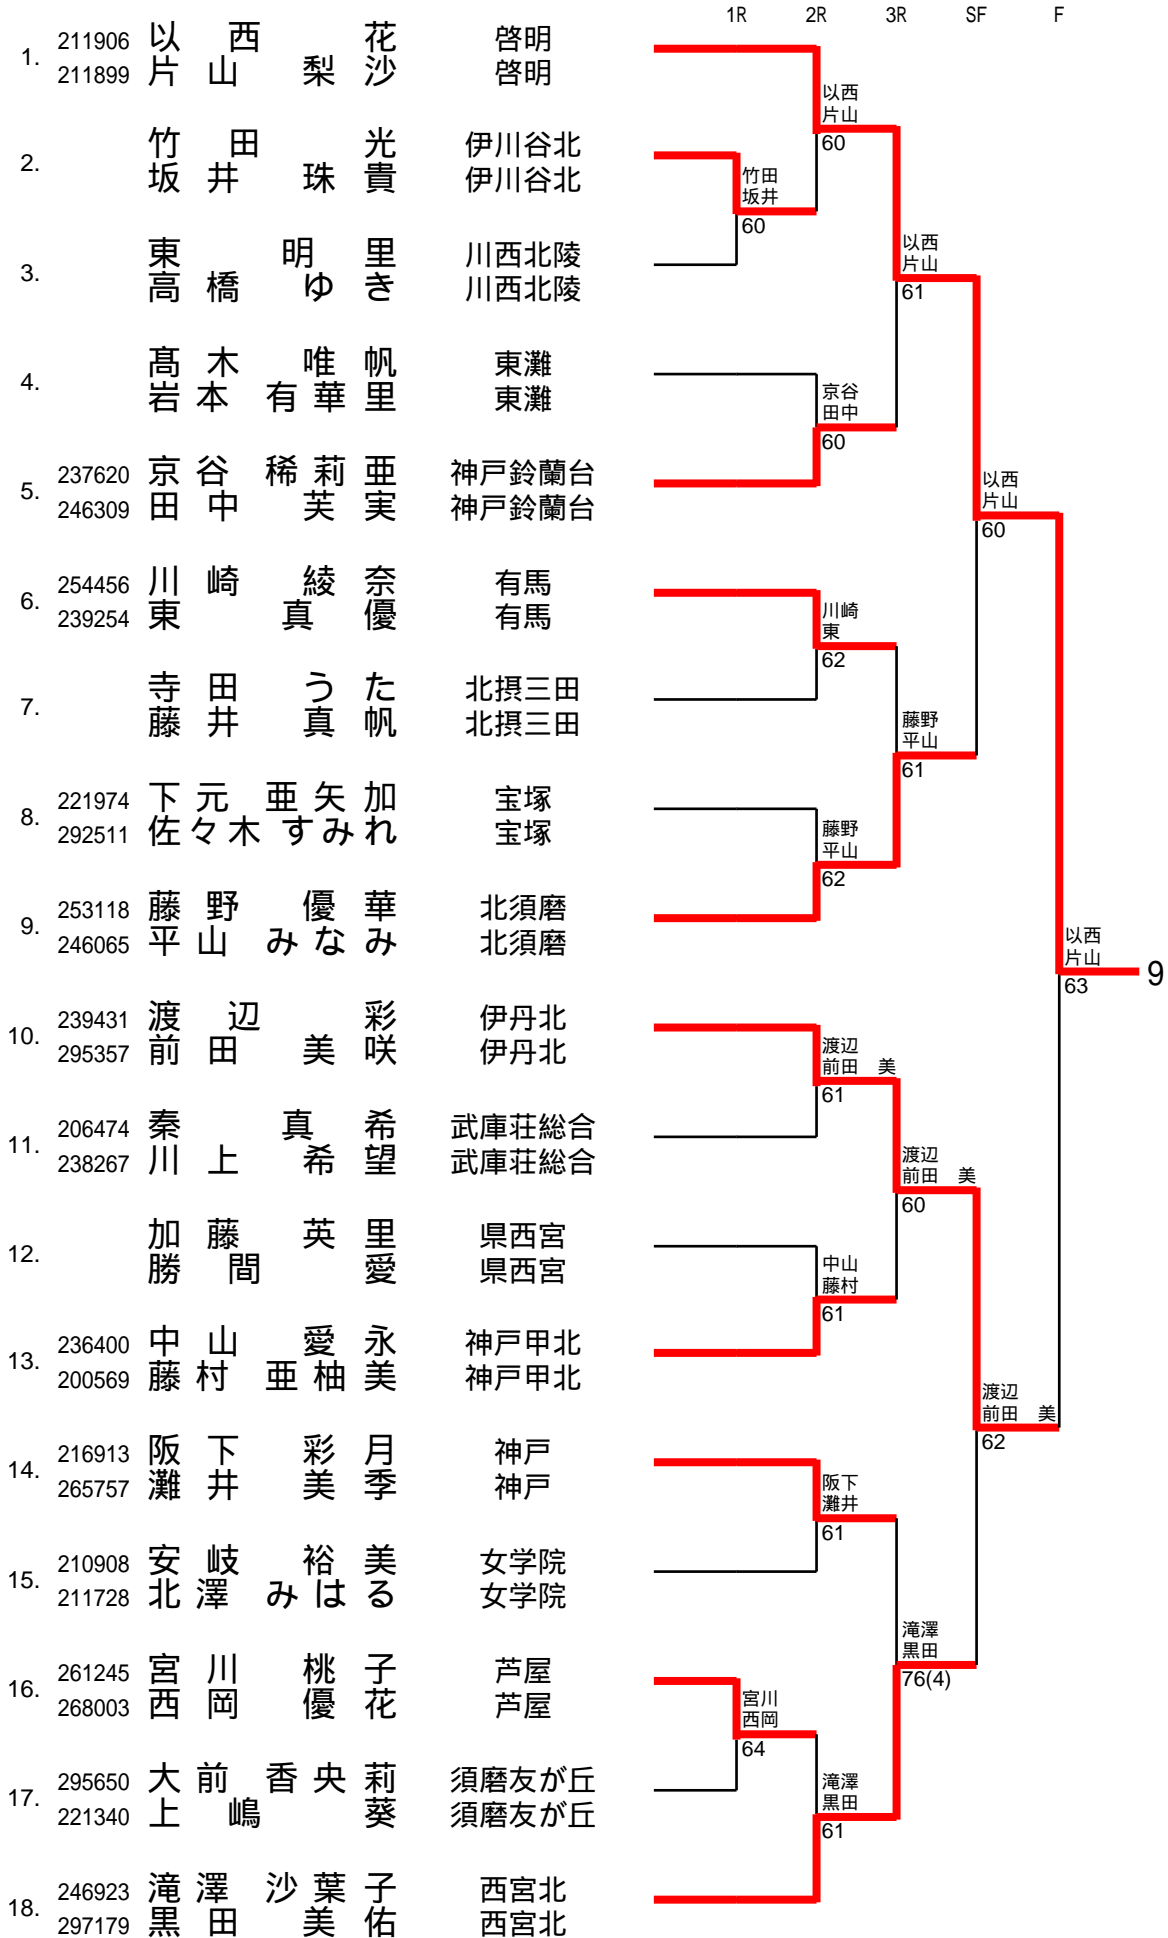 1R 2R 3R SF F
1. 211906 以西 花 啓明
211899 片山 梨沙 啓明
2. 竹田 光 伊川谷北
坂井 珠貴 伊川谷北
3. 東 明里 川西北陵
高橋 ゆき 川西北陵
4. 髙木 唯帆 東灘
岩本 有華里 東灘
5. 237620 京谷 稀莉亜 神戸鈴蘭台
246309 田中 芙実 神戸鈴蘭台
6. 254456 川崎 綾奈 有馬
239254 東 真優 有馬
7. 寺田 うた 北摂三田
藤井 真帆 北摂三田
8. 221974 下元 亜矢加 宝塚
292511 佐々木 すみれ 宝塚
9. 253118 藤野 優華 北須磨
246065 平山 みなみ 北須磨
10. 239431 渡辺 彩 伊丹北
295357 前田 美咲 伊丹北
11. 206474 秦 真希 武庫荘総合
238267 川上 希望 武庫荘総合
12. 加藤 英里 県西宮
勝間 愛 県西宮
13. 236400 中山 愛永 神戸甲北
200569 藤村 亜柚美 神戸甲北
14. 216913 阪下 彩月 神戸
265757 灘井 美季 神戸
15. 210908 安岐 裕美 女学院
211728 北澤 みはる 女学院
16. 261245 宮川 桃子 芦屋
268003 西岡 優花 芦屋
17. 295650 大前 香央莉 須磨友が丘
221340 上嶋 葵 須磨友が丘
18. 246923 滝澤 沙葉子 西宮北
297179 黒田 美佑 西宮北
竹田
坂井
60
宮川
西岡
64
以西
片山
60
京谷
田中
60
川崎
東
62
藤野
平山
62
渡辺
前田 美
61
中山
藤村
61
阪下
灘井
61
滝澤
黒田
61
以西
片山
61
藤野
平山
61
渡辺
前田 美
60
滝澤
黒田
76(4)
以西
片山
60
渡辺
前田 美
62
以西
片山
63
9